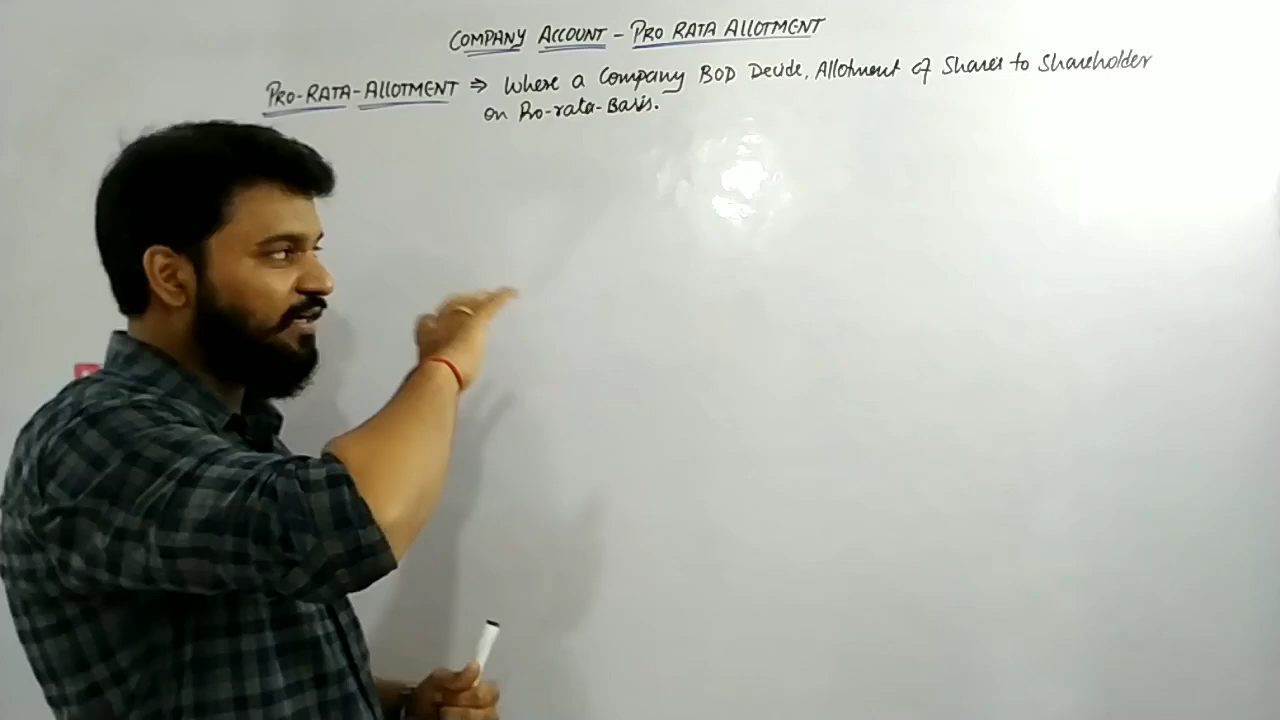 COMPANY ACCOUNT - PRO RATA ALLOTMENT
PRO-RATA-ALLOTMENT ⇒ Where a Company BOD Decide, Allotment of Shares to Shareholder
on Pro-rata-Basis.